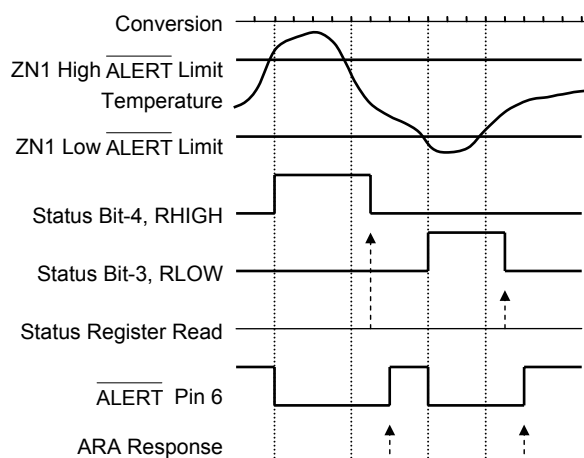 Conversion
ZN1 High ALERT Limit
Temperature
ZN1 Low ALERT Limit
Status Bit-4, RHIGH
Status Bit-3, RLOW
Status Register Read
ALERT Pin 6
ARA Response